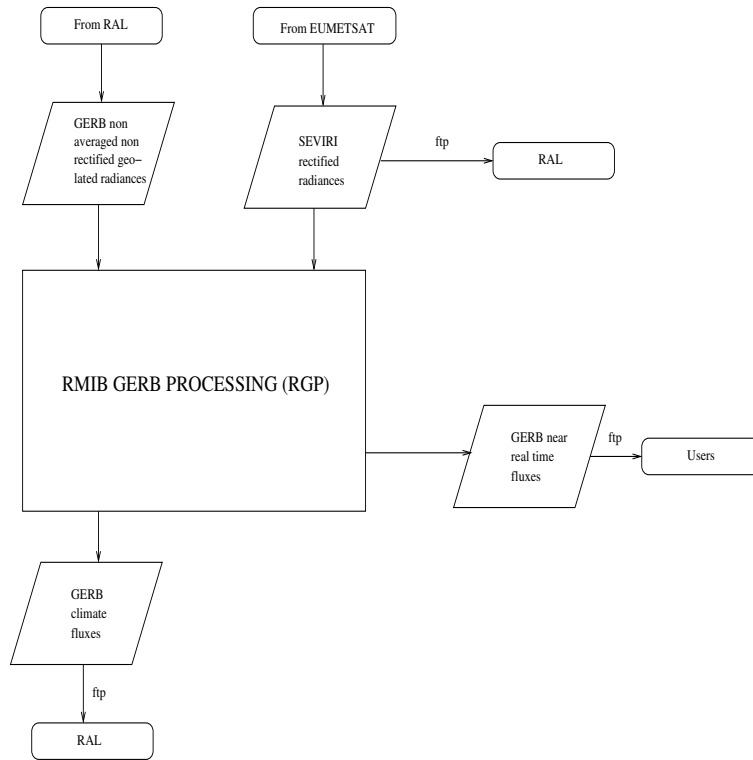 From RAL
From EUMETSAT
GERB non
averaged non
rectified geo-
lated radiances
SEVIRI
rectified
radiances
ftp
RAL
RMIB GERB PROCESSING (RGP)
GERB near
real time
fluxes
ftp
Users
GERB
climate
fluxes
ftp
RAL